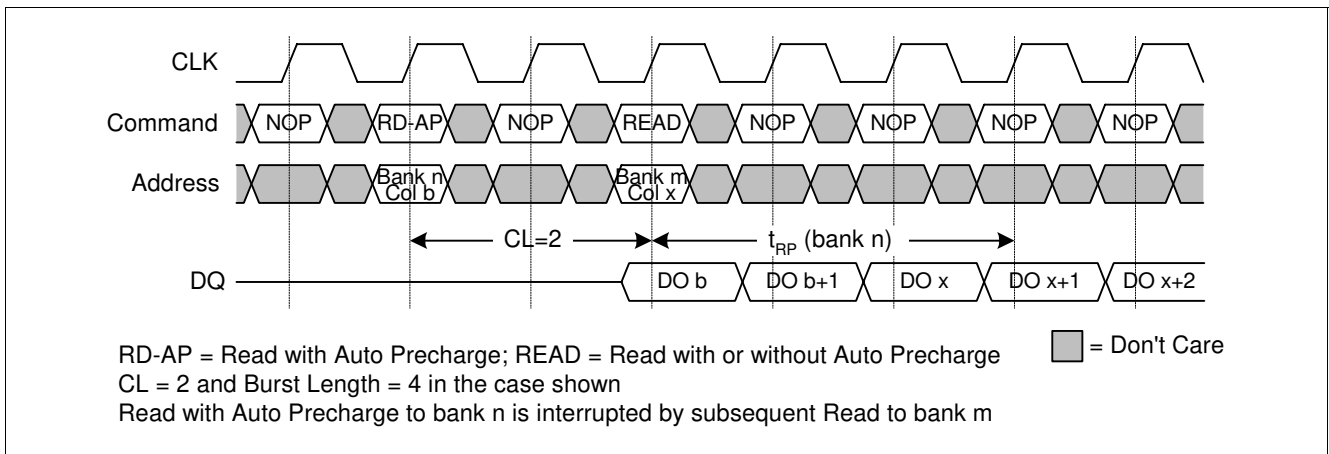 CLK
Command NOP RD-AP NOP READ NOP NOP NOP NOP
Address Bank n Col b Bank m Col x
CL=2 tRP (bank n)
DQ DO b DO b+1 DO x DO x+1 DO x+2
RD-AP = Read with Auto Precharge; READ = Read with or without Auto Precharge = Don't Care
CL = 2 and Burst Length = 4 in the case shown
Read with Auto Precharge to bank n is interrupted by subsequent Read to bank m